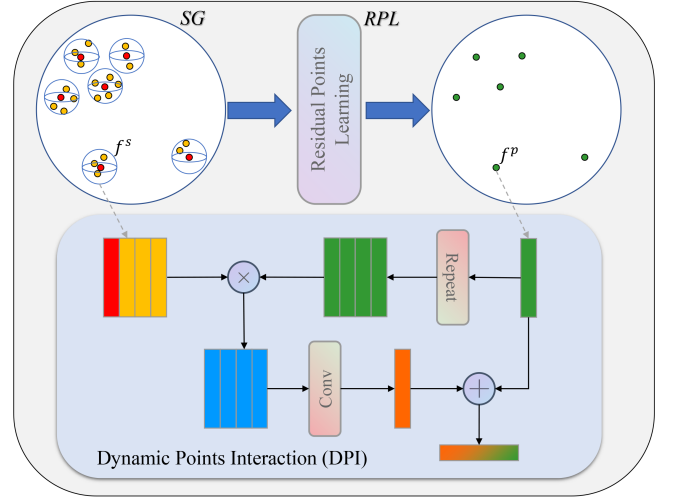 SG
RPL
Residual Points
Learning
f^s
f^p
Repeat
×
Conv
+
Dynamic Points Interaction (DPI)